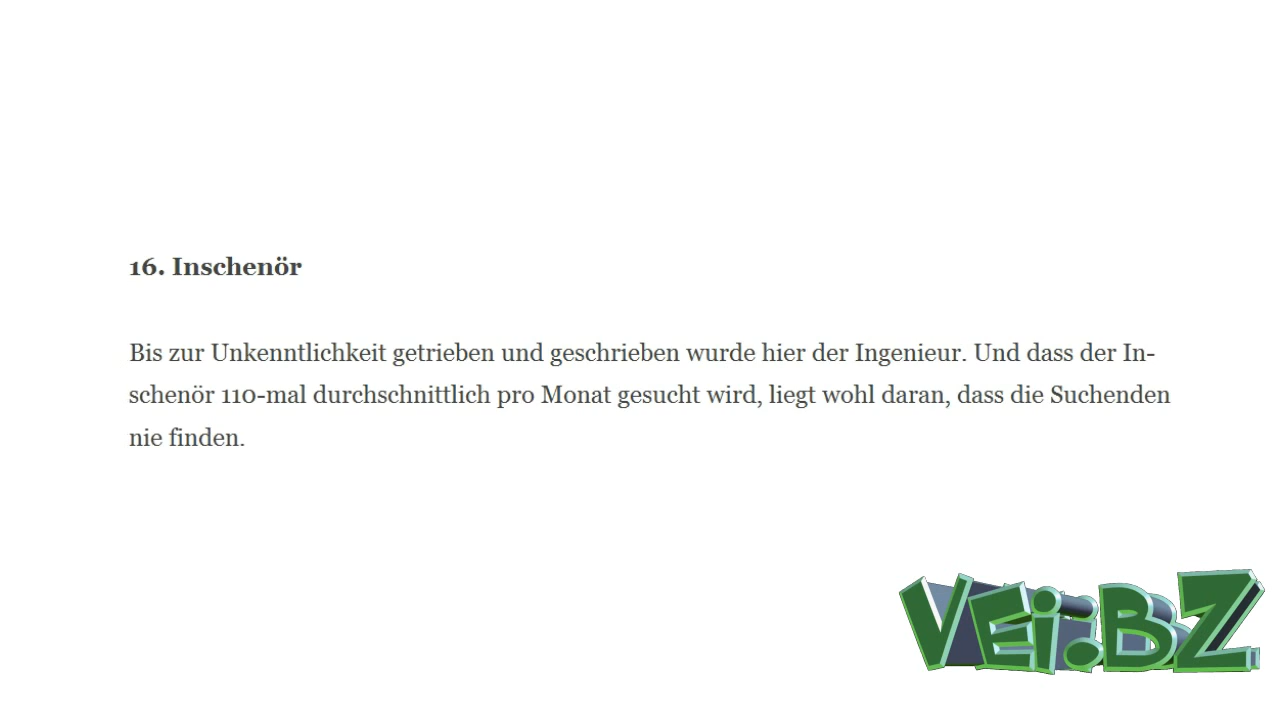 16. Inschenör
Bis zur Unkenntlichkeit getrieben und geschrieben wurde hier der Ingenieur. Und dass der In-
schenör 110-mal durchschnittlich pro Monat gesucht wird, liegt wohl daran, dass die Suchenden
nie finden.
VEi.BZ